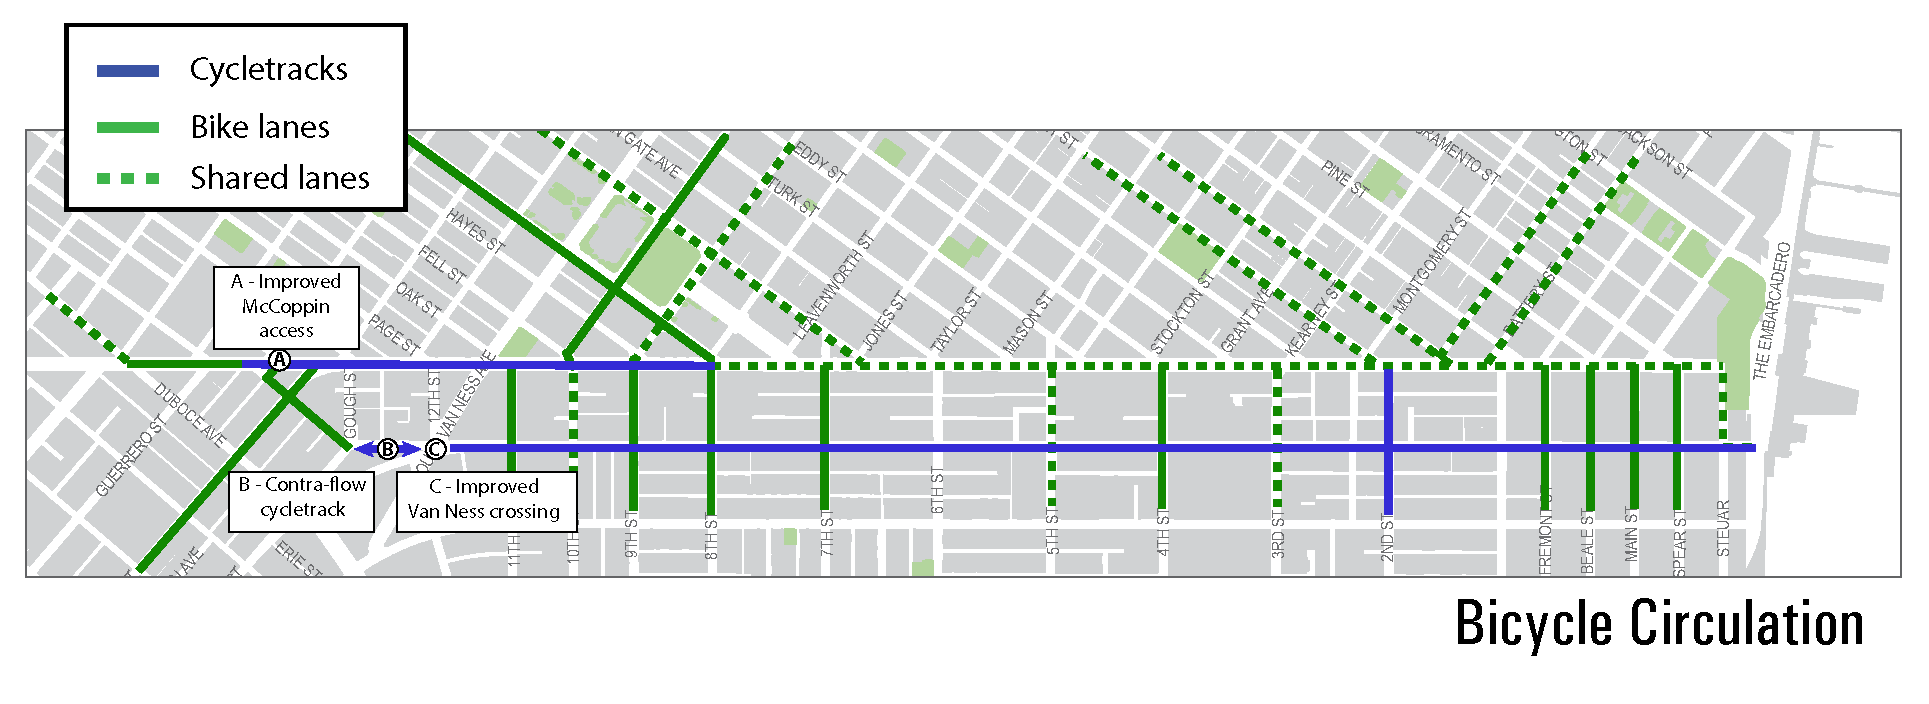 Cycletracks
Bike lanes
Shared lanes
GATE AVE
EDDY ST
TURK ST
HAYES ST
FELL ST
OAK ST
PAGE ST
A - Improved
McCoppin
access
A
LEAVENWORTH ST
JONES ST
TAYLOR ST
MASON ST
STOCKTON ST
GRANT AVE
KEARNEY ST
MONTGOMERY ST
BATTERY ST
PINE ST
SACRAMENTO ST
JACKSON ST
THE EMBARCADERO
DUBOCE AVE
GUERRERO ST
GOUGH ST
12TH ST
VAN NESS AVE
B
C
B - Contra-flow
cycletrack
C - Improved
Van Ness crossing
ERIE ST
11TH
10TH
9TH ST
8TH ST
7TH ST
6TH ST
5TH ST
4TH ST
3RD ST
2ND ST
FREMONT ST
BEALE ST
MAIN ST
SPEAR ST
STEUAR
Bicycle Circulation